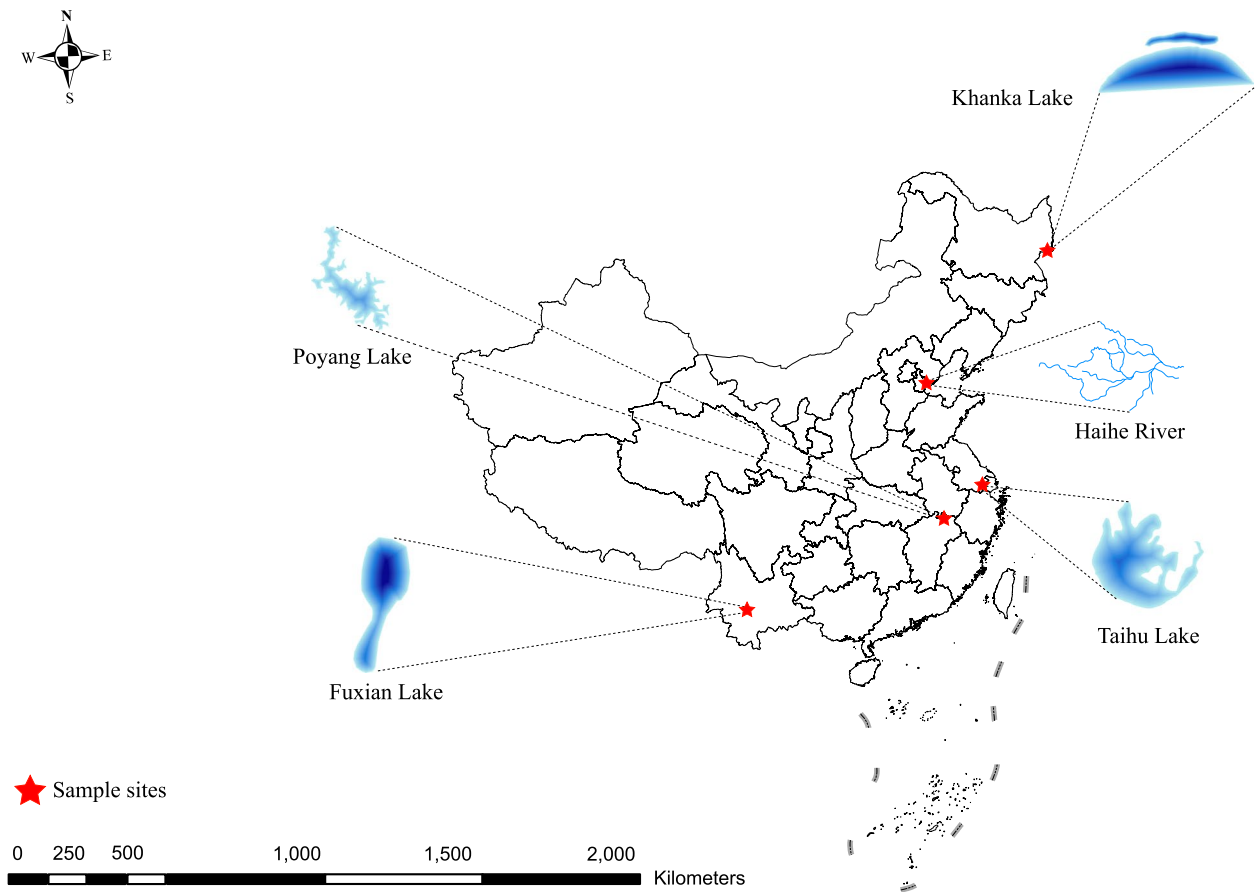 N
W E
S
Khanka Lake
Poyang Lake
Haihe River
Taihu Lake
Fuxian Lake
Sample sites
0 250 500 1,000 1,500 2,000
Kilometers